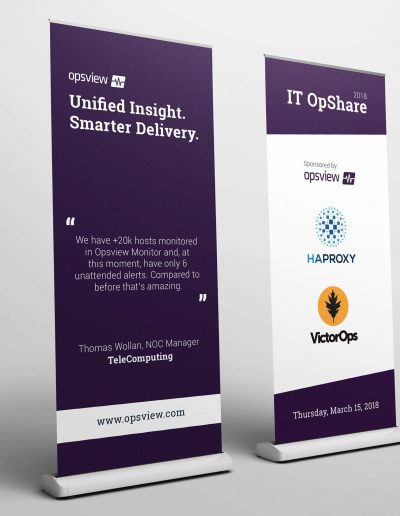 opsview
Unified Insight.
Smarter Delivery.
“
We have +20k hosts monitored
in Opsview Monitor and, at
this moment, have only 6
unattended alerts. Compared to
before that's amazing.
”
Thomas Wollan, NOC Manager
TeleComputing
www.opsview.com
2018
IT OpShare
Sponsored by:
opsview
HAPROXY
VictorOps
Thursday, March 15, 2018